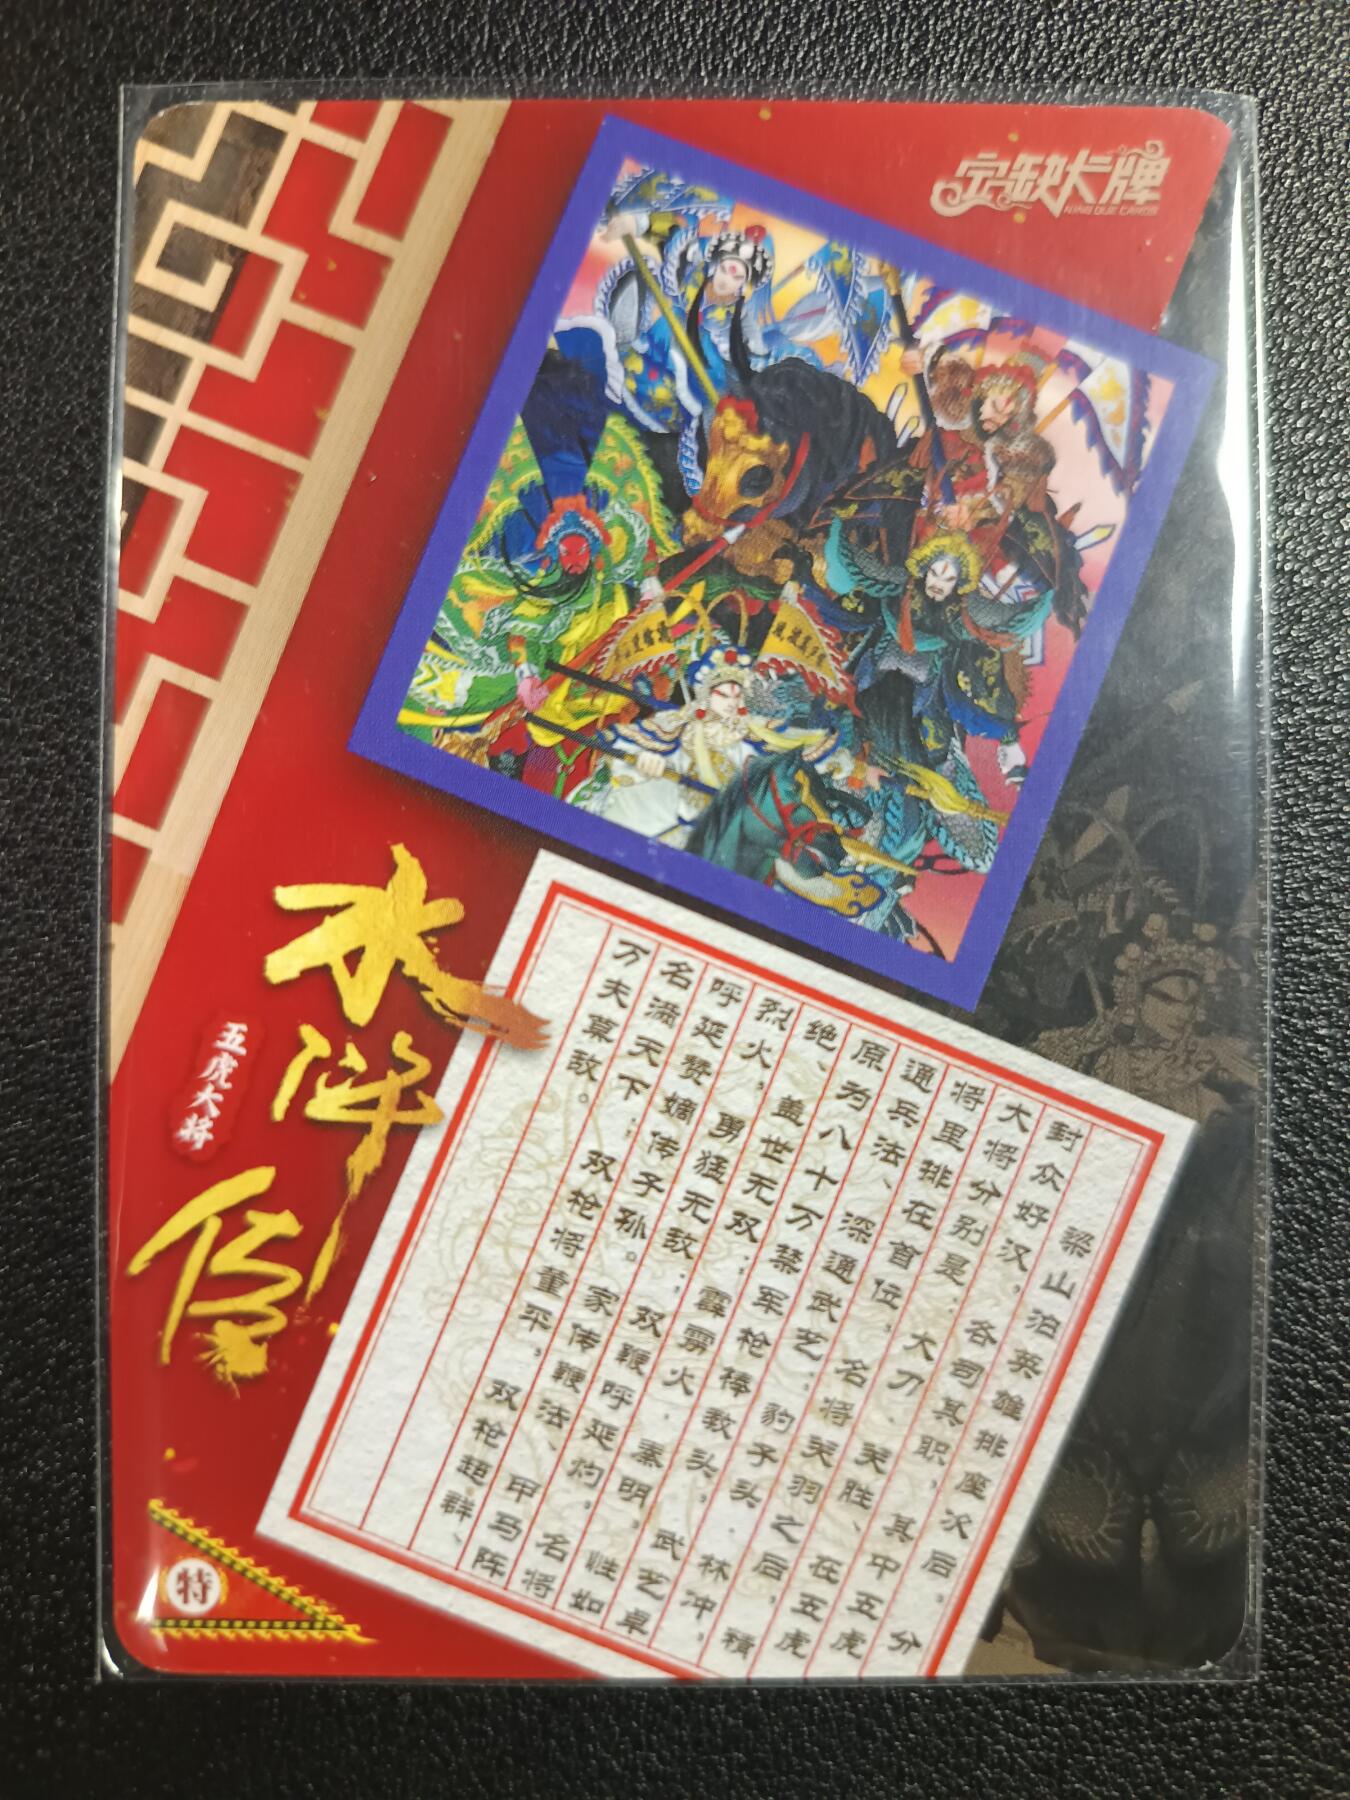 宁缺大牌
NING QUE CARDS
梁山泊英雄排座次后，分
封众好汉，各司其职，其中五虎
大将分别是：大刀·关胜、在五虎
将里排在首位，名将关羽之后，
通兵法、深通武艺；豹子头·林冲，精
原为八十万禁军枪棒教头，武艺卓
绝、盖世无双；霹雳火·秦明，性如
烈火，勇猛无敌；双鞭呼延灼，名将
呼延赞嫡传子孙。家传鞭法、甲马阵
名满天下；双枪将董平，双枪超群、
万夫莫敌。
水浒传
五虎大将
特